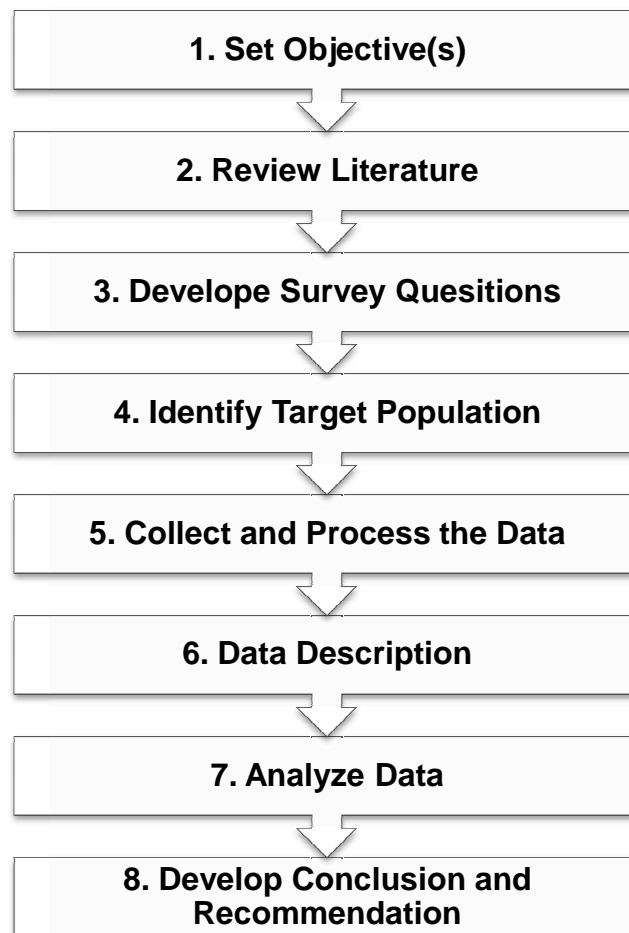 1. Set Objective(s)
2. Review Literature
3. Develope Survey Quesitions
4. Identify Target Population
5. Collect and Process the Data
6. Data Description
7. Analyze Data
8. Develop Conclusion and
Recommendation